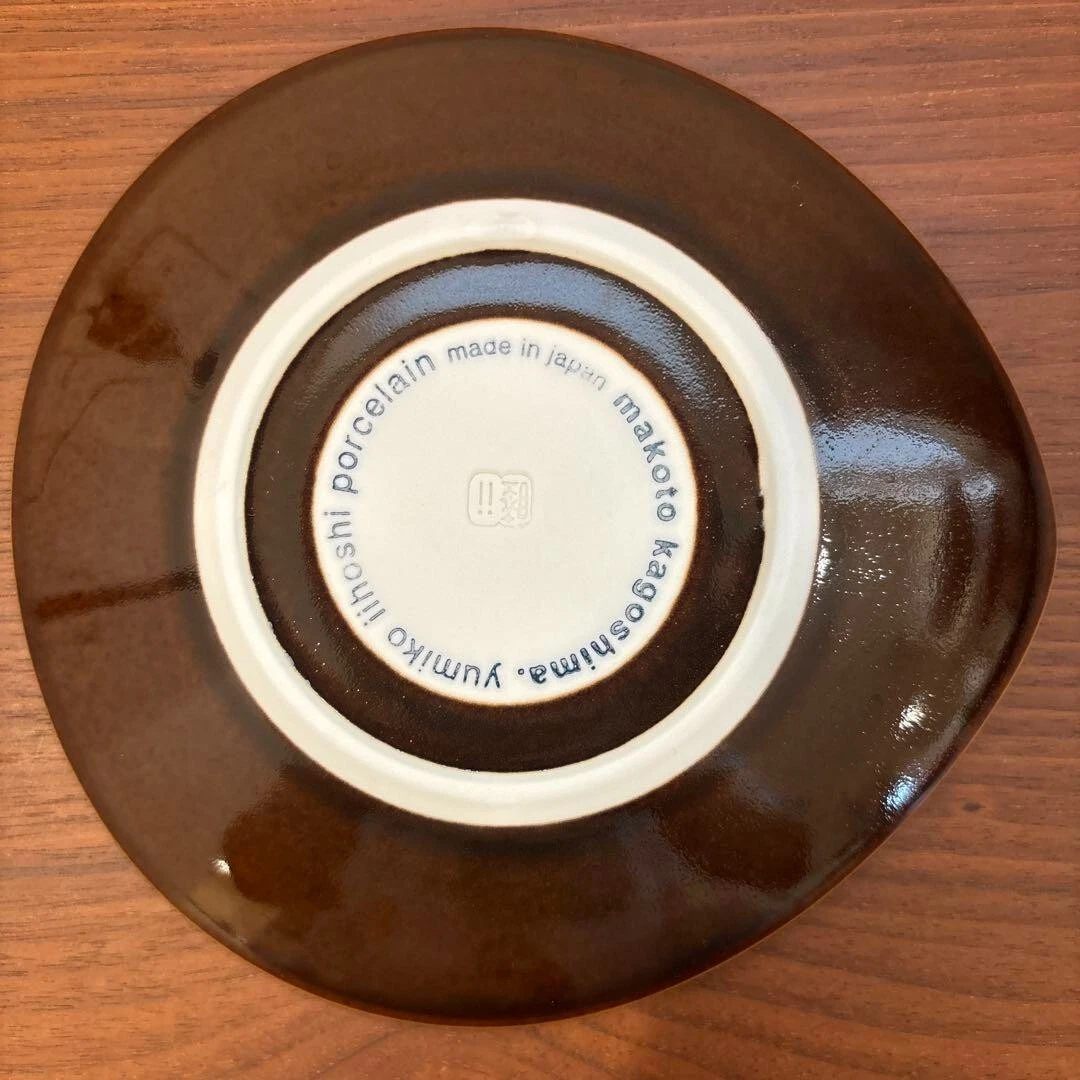 makoto kagoshima. yumiko iihoshi porcelain
made in japan